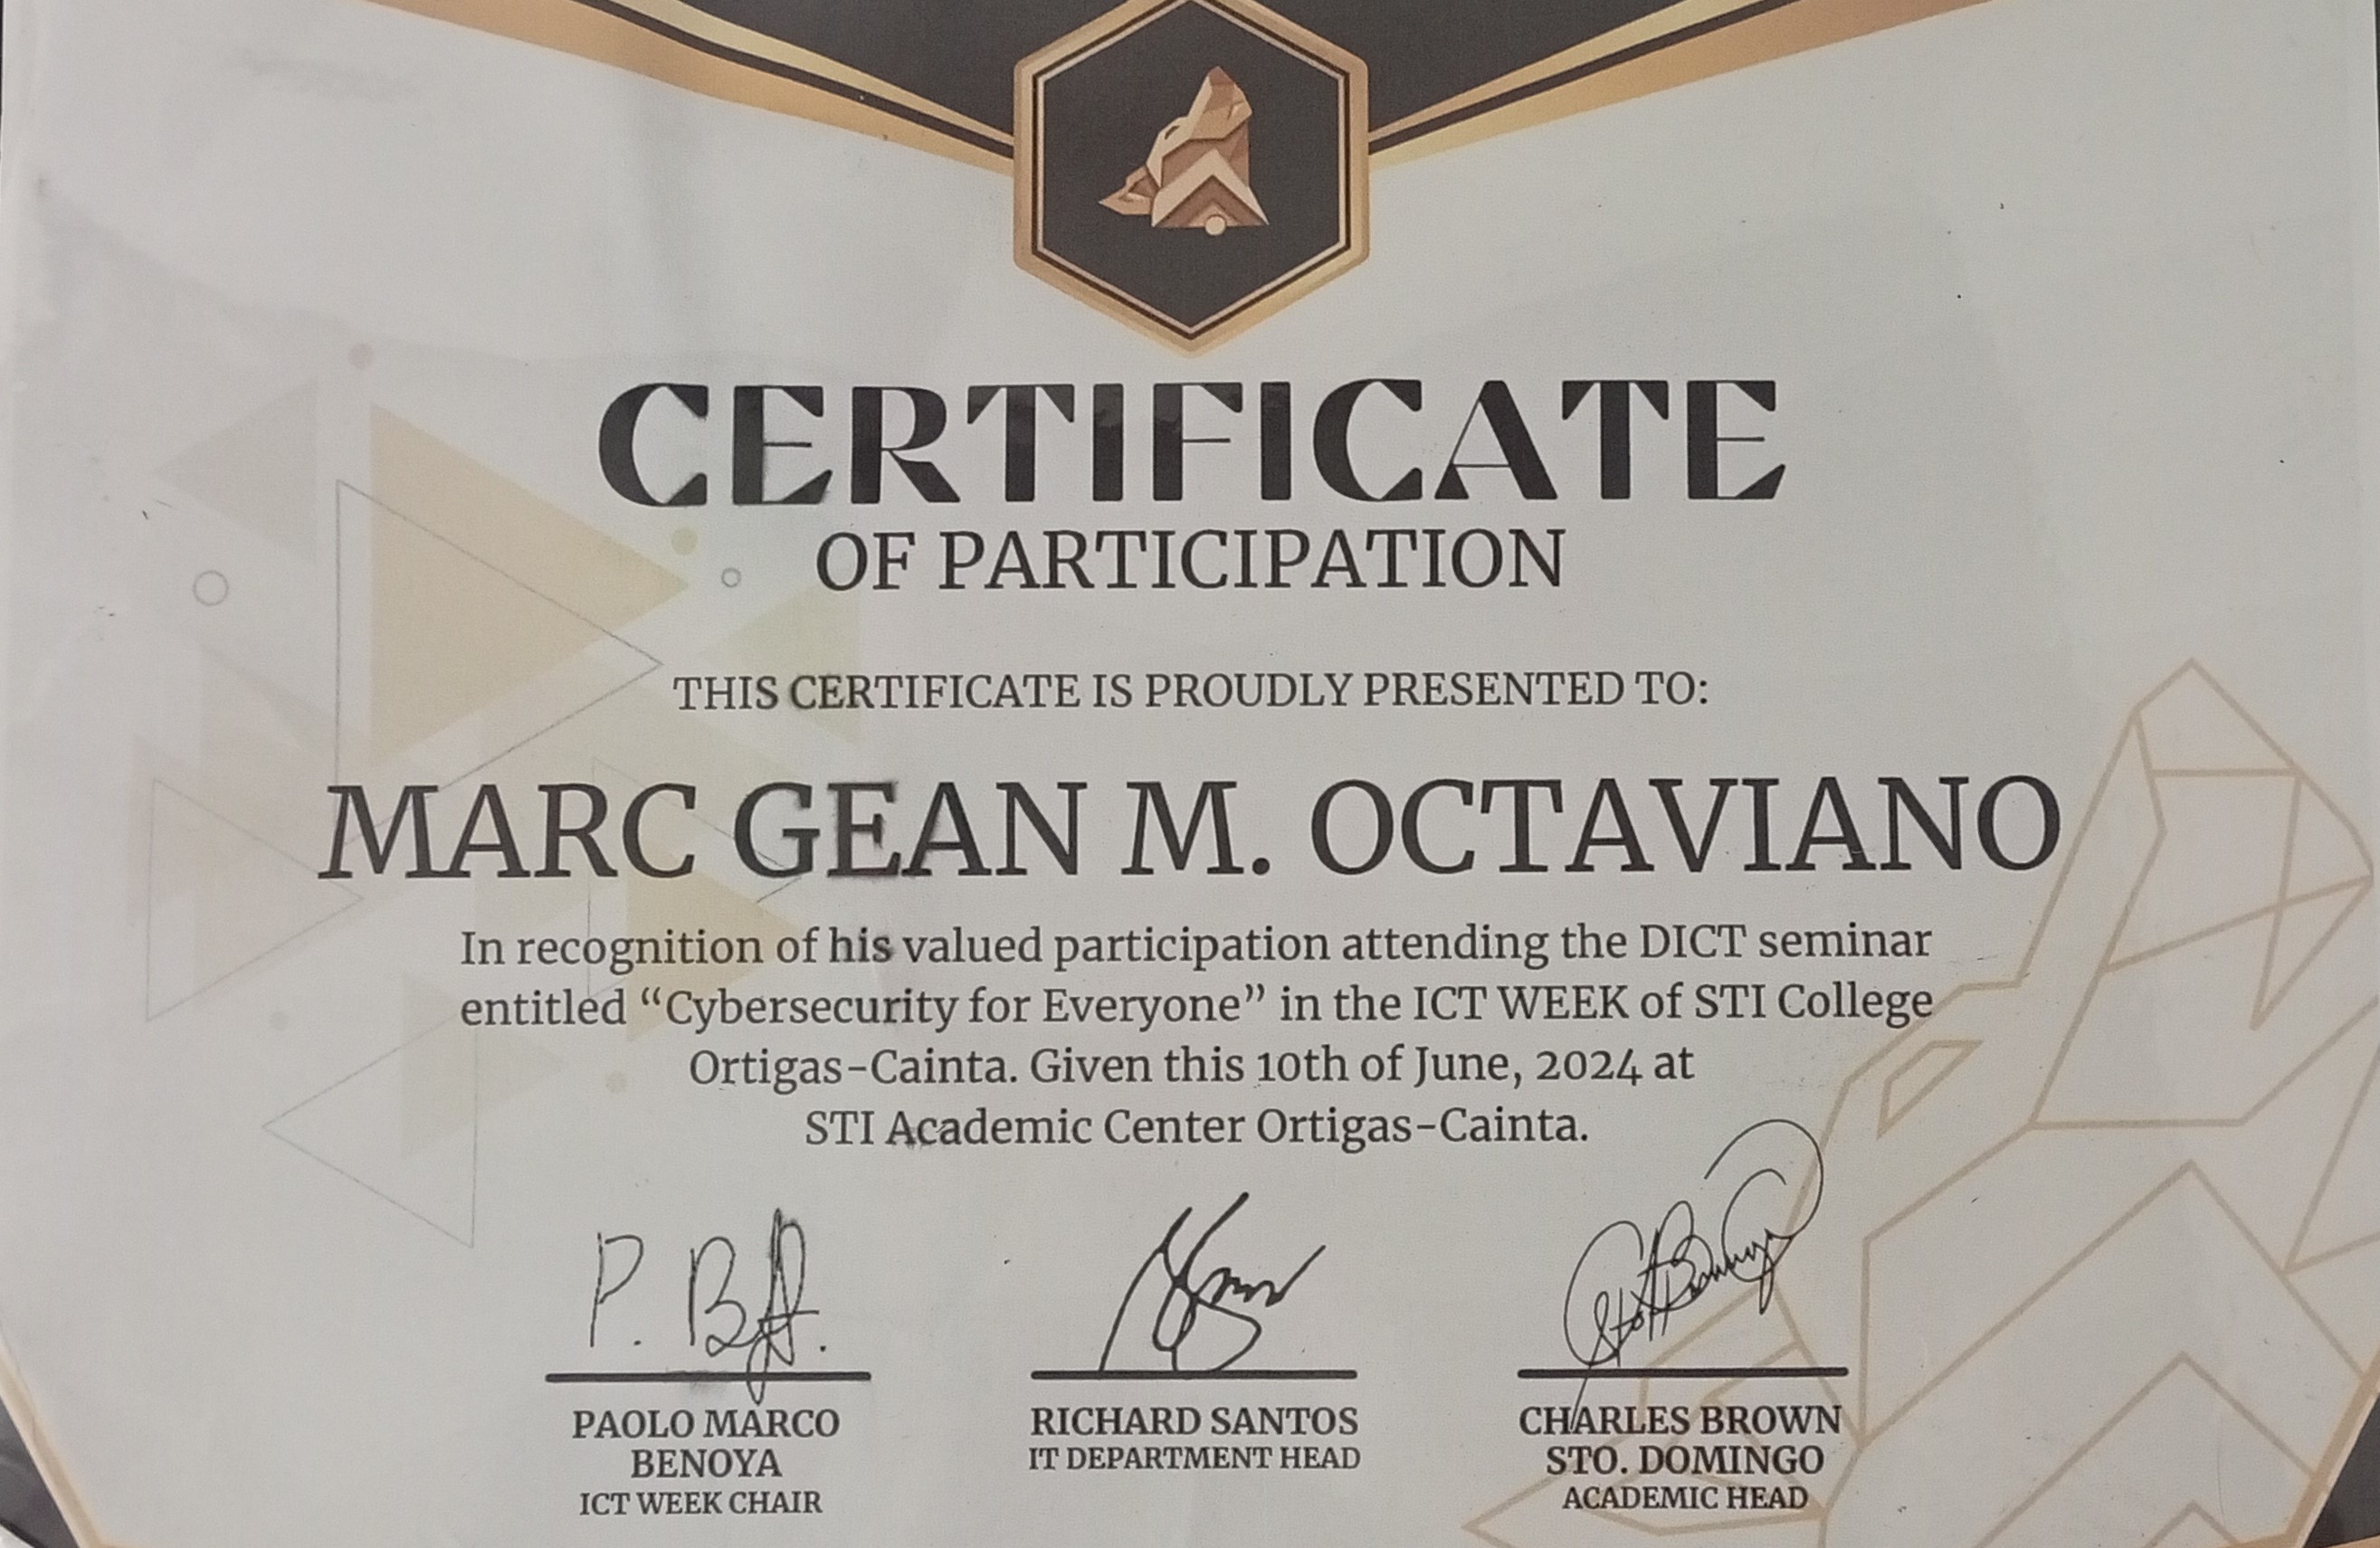 CERTIFICATE
OF PARTICIPATION
THIS CERTIFICATE IS PROUDLY PRESENTED TO:
MARC GEAN M. OCTAVIANO
In recognition of his valued participation attending the DICT seminar
entitled “Cybersecurity for Everyone” in the ICT WEEK of STI College
Ortigas-Cainta. Given this 10th of June, 2024 at
STI Academic Center Ortigas-Cainta.
PAOLO MARCO
BENOYA
ICT WEEK CHAIR
RICHARD SANTOS
IT DEPARTMENT HEAD
CHARLES BROWN
STO. DOMINGO
ACADEMIC HEAD